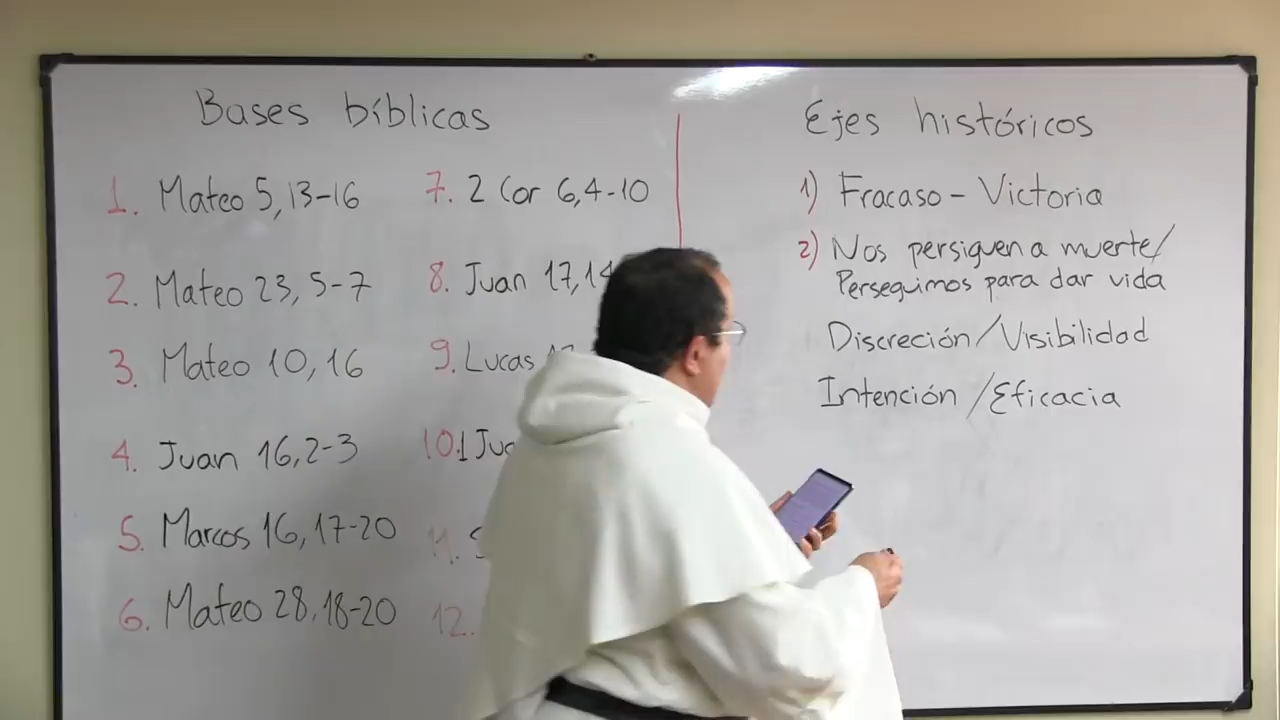 Bases bíblicas
1. Mateo 5,13-16
2. Mateo 23, 5-7
3. Mateo 10, 16
4. Juan 16,2-3
5. Marcos 16, 17-20
6. Mateo 28,18-20
7. 2 Cor 6,4-10
8. Juan 17,14
9. Lucas
10. 1
11.
12.
Ejes históricos
1) Fracaso - Victoria
2) Nos persiguen a muerte/
Perseguimos para dar vida
Discreción/Visibilidad
Intención/Eficacia